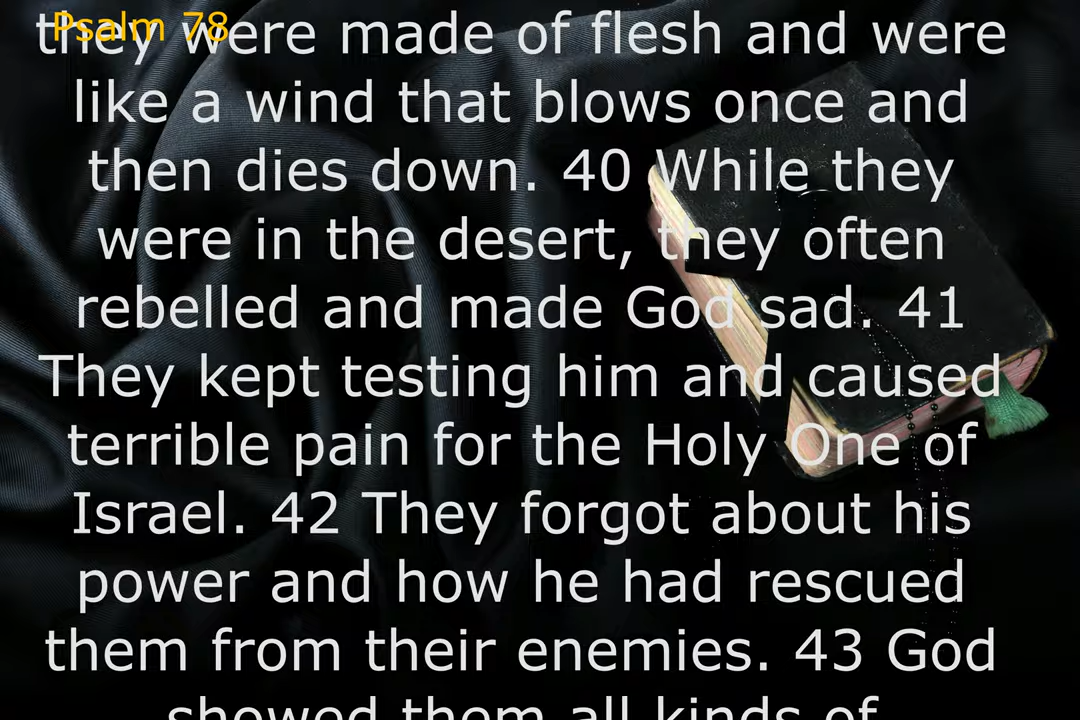 Psalm 78
they were made of flesh and were
like a wind that blows once and
then dies down. 40 While they
were in the desert, they often
rebelled and made God sad. 41
They kept testing him and caused
terrible pain for the Holy One of
Israel. 42 They forgot about his
power and how he had rescued
them from their enemies. 43 God
showed them all kinds of